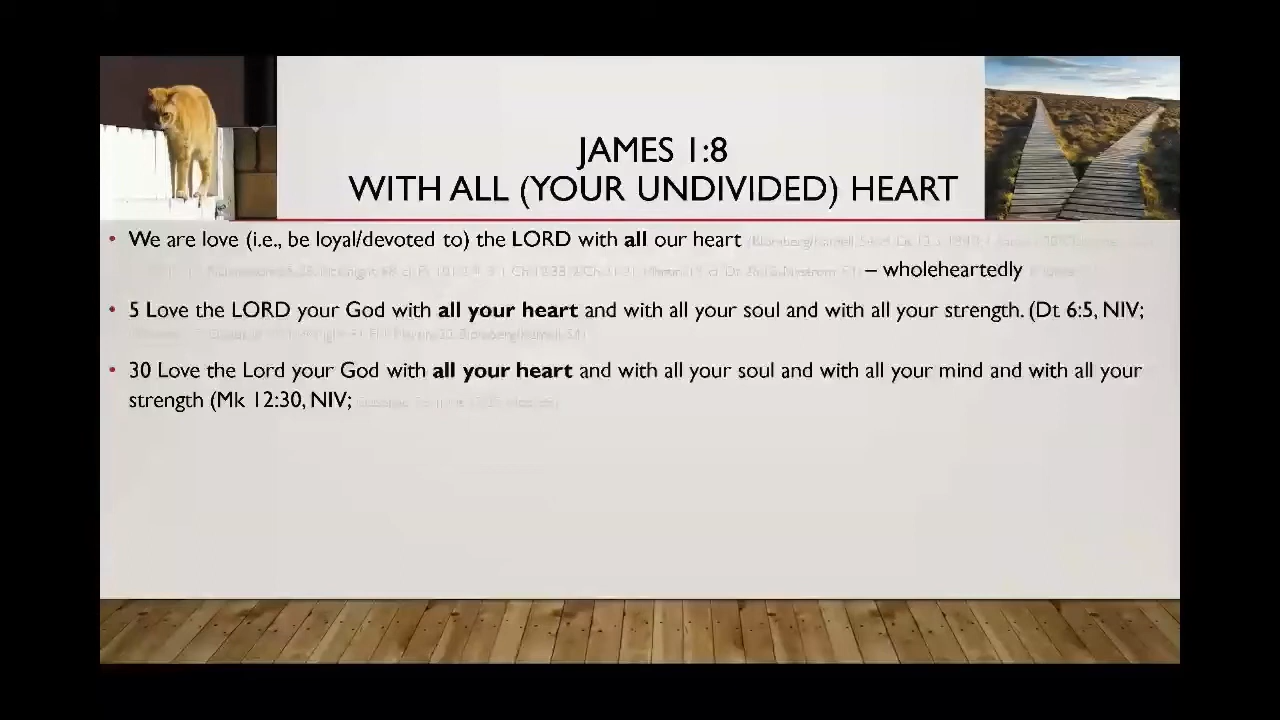 JAMES 1:8
WITH ALL (YOUR UNDIVIDED) HEART
• We are love (i.e., be loyal/devoted to) the LORD with all our heart
– wholeheartedly
• 5 Love the LORD your God with all your heart and with all your soul and with all your strength. (Dt 6:5, NIV;
• 30 Love the Lord your God with all your heart and with all your soul and with all your mind and with all your
strength (Mk 12:30, NIV;